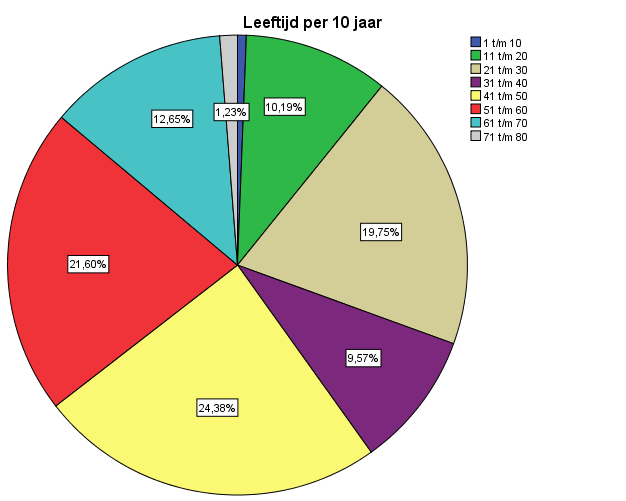 Leeftijd per 10 jaar
1 t/m 10
11 t/m 20
21 t/m 30
31 t/m 40
41 t/m 50
51 t/m 60
61 t/m 70
71 t/m 80
10,19%
1,23%
12,65%
19,75%
21,60%
9,57%
24,38%